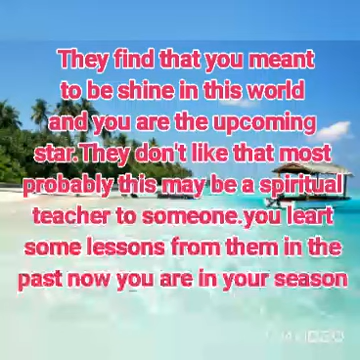 They find that you meant
to be shine in this world
and you are the upcoming
star.They don't like that most
probably this may be a spiritual
teacher to someone.you leart
some lessons from them in the
past now you are in your season